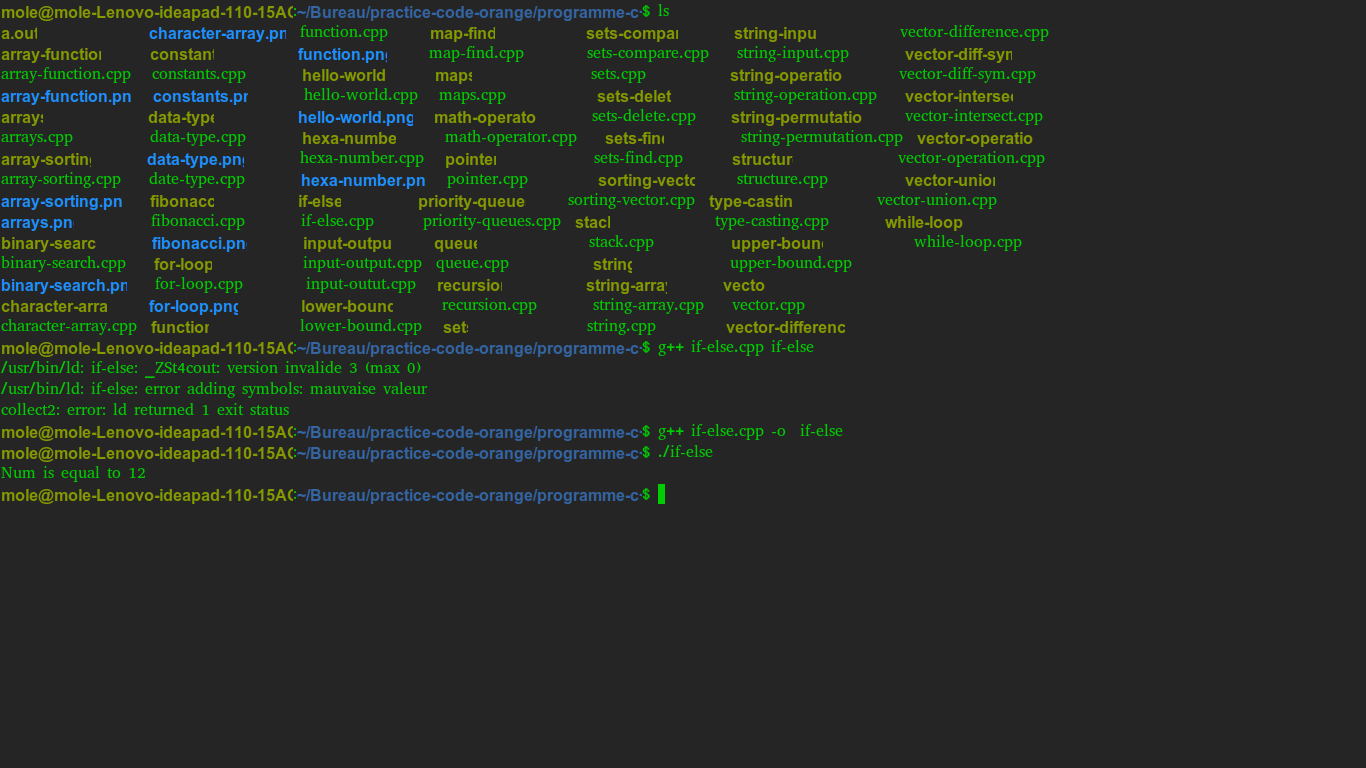 mole@mole-Lenovo-ideapad-110-15AC:~/Bureau/practice-code-orange/programme-c-$ ls
a.out character-array.pn function.cpp map-find sets-compar string-inpu vector-difference.cpp
array-function constant function.png map-find.cpp sets-compare.cpp string-input.cpp vector-diff-sym
array-function.cpp constants.cpp hello-world maps sets.cpp string-operatio vector-diff-sym.cpp
array-function.pn constants.pn hello-world.cpp maps.cpp sets-delet string-operation.cpp vector-interse
arrays data-type hello-world.png math-operato sets-delete.cpp string-permutatio vector-intersect.cpp
arrays.cpp data-type.cpp hexa-numbe math-operator.cpp sets-find string-permutation.cpp vector-operatio
array-sorting data-type.png hexa-number.cpp pointer sets-find.cpp structur vector-operation.cpp
array-sorting.cpp date-type.cpp hexa-number.pn pointer.cpp sorting-vecto structure.cpp vector-union
array-sorting.pn fibonacc if-else priority-queue sorting-vector.cpp type-castin vector-union.cpp
arrays.pn fibonacci.cpp if-else.cpp priority-queues.cpp stack type-casting.cpp while-loop
binary-searc fibonacci.pn input-outpu queue stack.cpp upper-boun while-loop.cpp
binary-search.cpp for-loop input-output.cpp queue.cpp string upper-bound.cpp
binary-search.pn for-loop.cpp input-outut.cpp recursion string-array vecto
character-arra for-loop.png lower-bound recursion.cpp string-array.cpp vector.cpp
character-array.cpp function lower-bound.cpp sets string.cpp vector-differenc
mole@mole-Lenovo-ideapad-110-15AC:~/Bureau/practice-code-orange/programme-c-$ g++ if-else.cpp if-else
/usr/bin/ld: if-else: _ZSt4cout: version invalide 3 (max 0)
/usr/bin/ld: if-else: error adding symbols: mauvaise valeur
collect2: error: ld returned 1 exit status
mole@mole-Lenovo-ideapad-110-15AC:~/Bureau/practice-code-orange/programme-c-$ g++ if-else.cpp -o if-else
mole@mole-Lenovo-ideapad-110-15AC:~/Bureau/practice-code-orange/programme-c-$ ./if-else
Num is equal to 12
mole@mole-Lenovo-ideapad-110-15AC:~/Bureau/practice-code-orange/programme-c-$